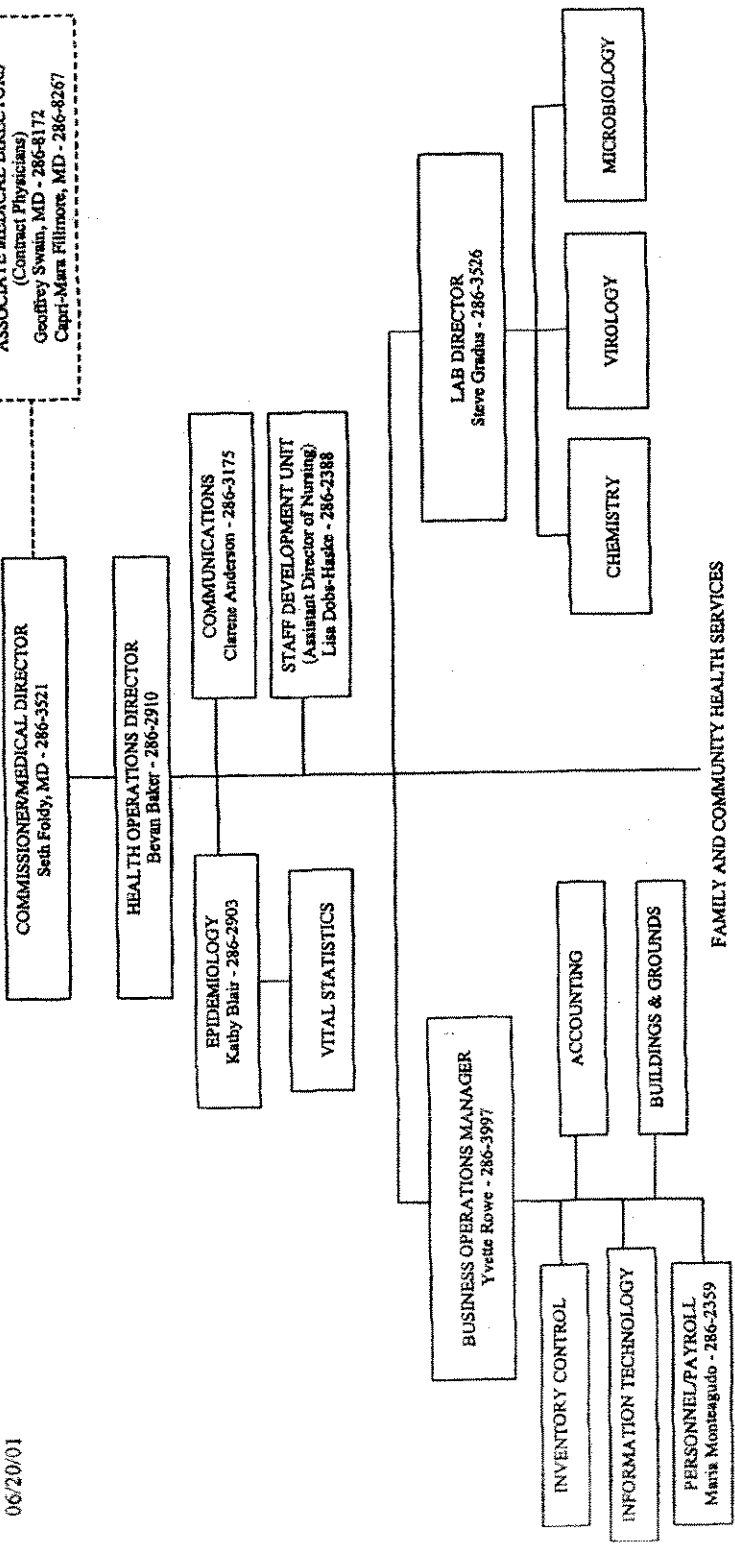 06/20/01
ASSOCIATE MEDICAL DIRECTORS
(Contract Physicians)
Geoffrey Swain, MD - 286-8172
Capri-Mara Fillmore, MD - 286-8267
COMMISSIONER/MEDICAL DIRECTOR
Seth Foldy, MD - 286-3521
HEALTH OPERATIONS DIRECTOR
Bevan Baker - 286-2910
EPIDEMIOLOGY
Kathy Blair - 286-2903
VITAL STATISTICS
COMMUNICATIONS
Clarene Anderson - 286-3175
STAFF DEVELOPMENT UNIT
(Assistant Director of Nursing)
Lisa Dobs-Haske - 286-2388
BUSINESS OPERATIONS MANAGER
Yvette Rowe - 286-3997
INVENTORY CONTROL
INFORMATION TECHNOLOGY
PERSONNEL/PAYROLL
Maria Monteagudo - 286-2359
ACCOUNTING
BUILDINGS & GROUNDS
LAB DIRECTOR
Steve Gradus - 286-3526
CHEMISTRY
VIROLOGY
MICROBIOLOGY
FAMILY AND COMMUNITY HEALTH SERVICES